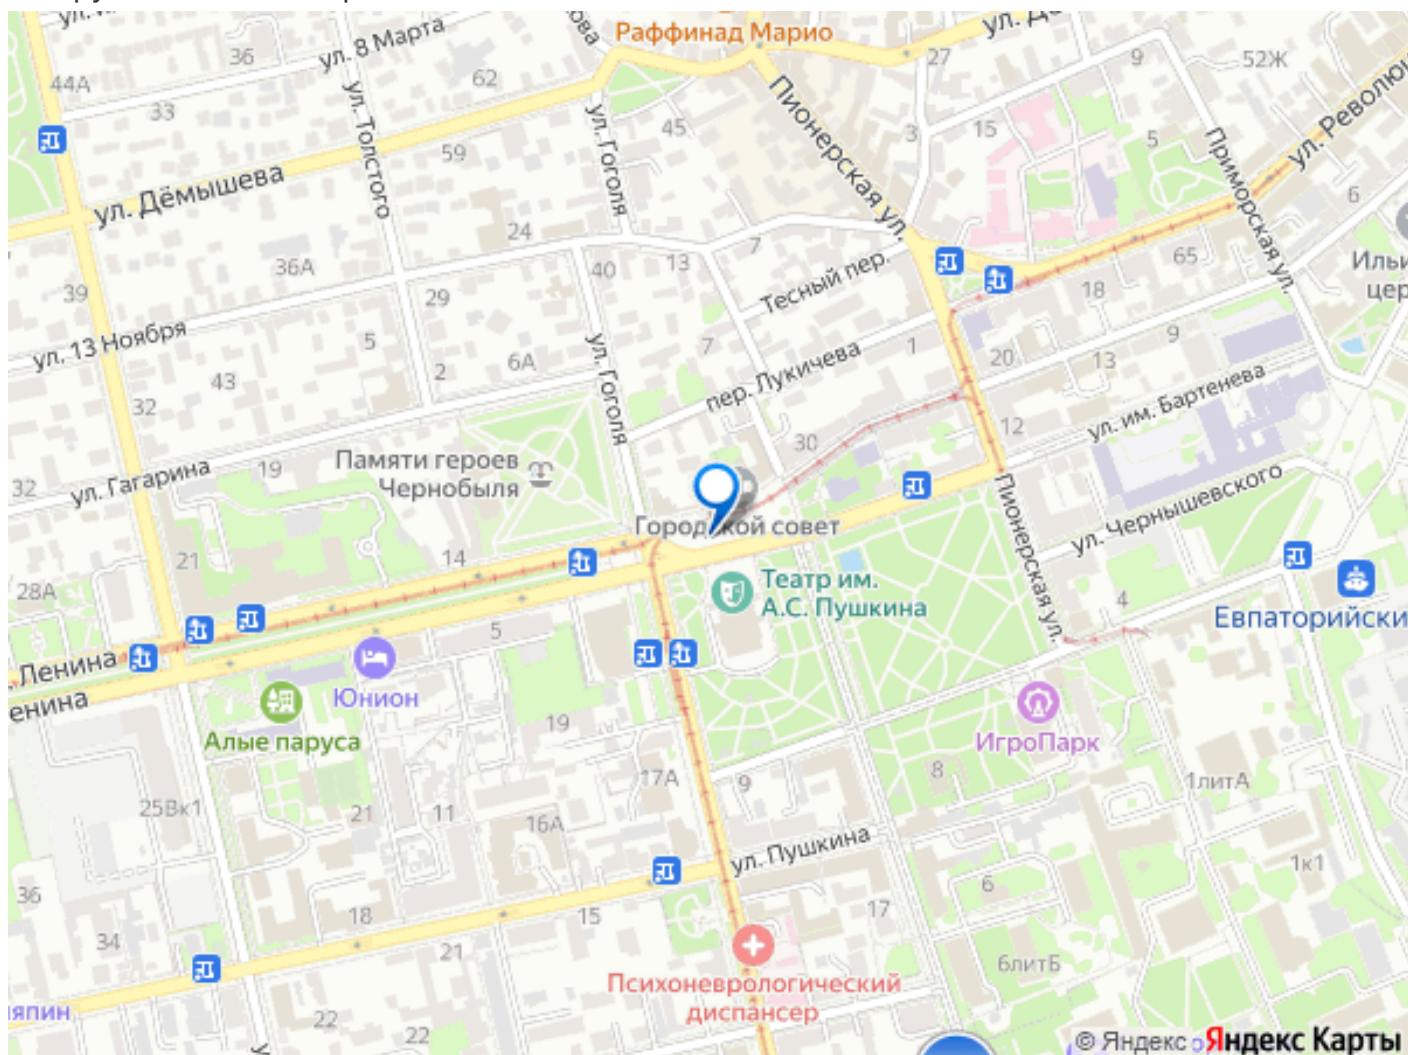 Раффинад Марио
27
9
52Ж
36
ул. 8 Марта
62
44А
33
ул. Толстого
ул. Гоголя
45
3
15
5
Пионерская ул.
Приморская ул.
59
ул. Дёмышева
6
24
7
13
40
65
36А
Тесный пер.
18
39
29
ул. 13 Ноября
5
6А
2
7
ул. Гоголя
пер. Лукичева
1
20
13
9
43
32
ул. им. Бартенева
12
30
Памяти героев
Чернобыля
19
ул. Гагарина
32
Городской совет
Пионерская ул.
ул. Чернышевского
21
14
28А
Театр им.
А.С. Пушкина
4
Евпаторийски
5
Ленина
енина
Юнион
Алые паруса
19
ИгроПарк
17А
9
8
1литА
25Вк1
21
11
16А
ул. Пушкина
1к1
36
6
18
15
17
34
21
6литБ
Психоневрологический
диспансер
япин
22
22
© Яндекс
Яндекс Карты